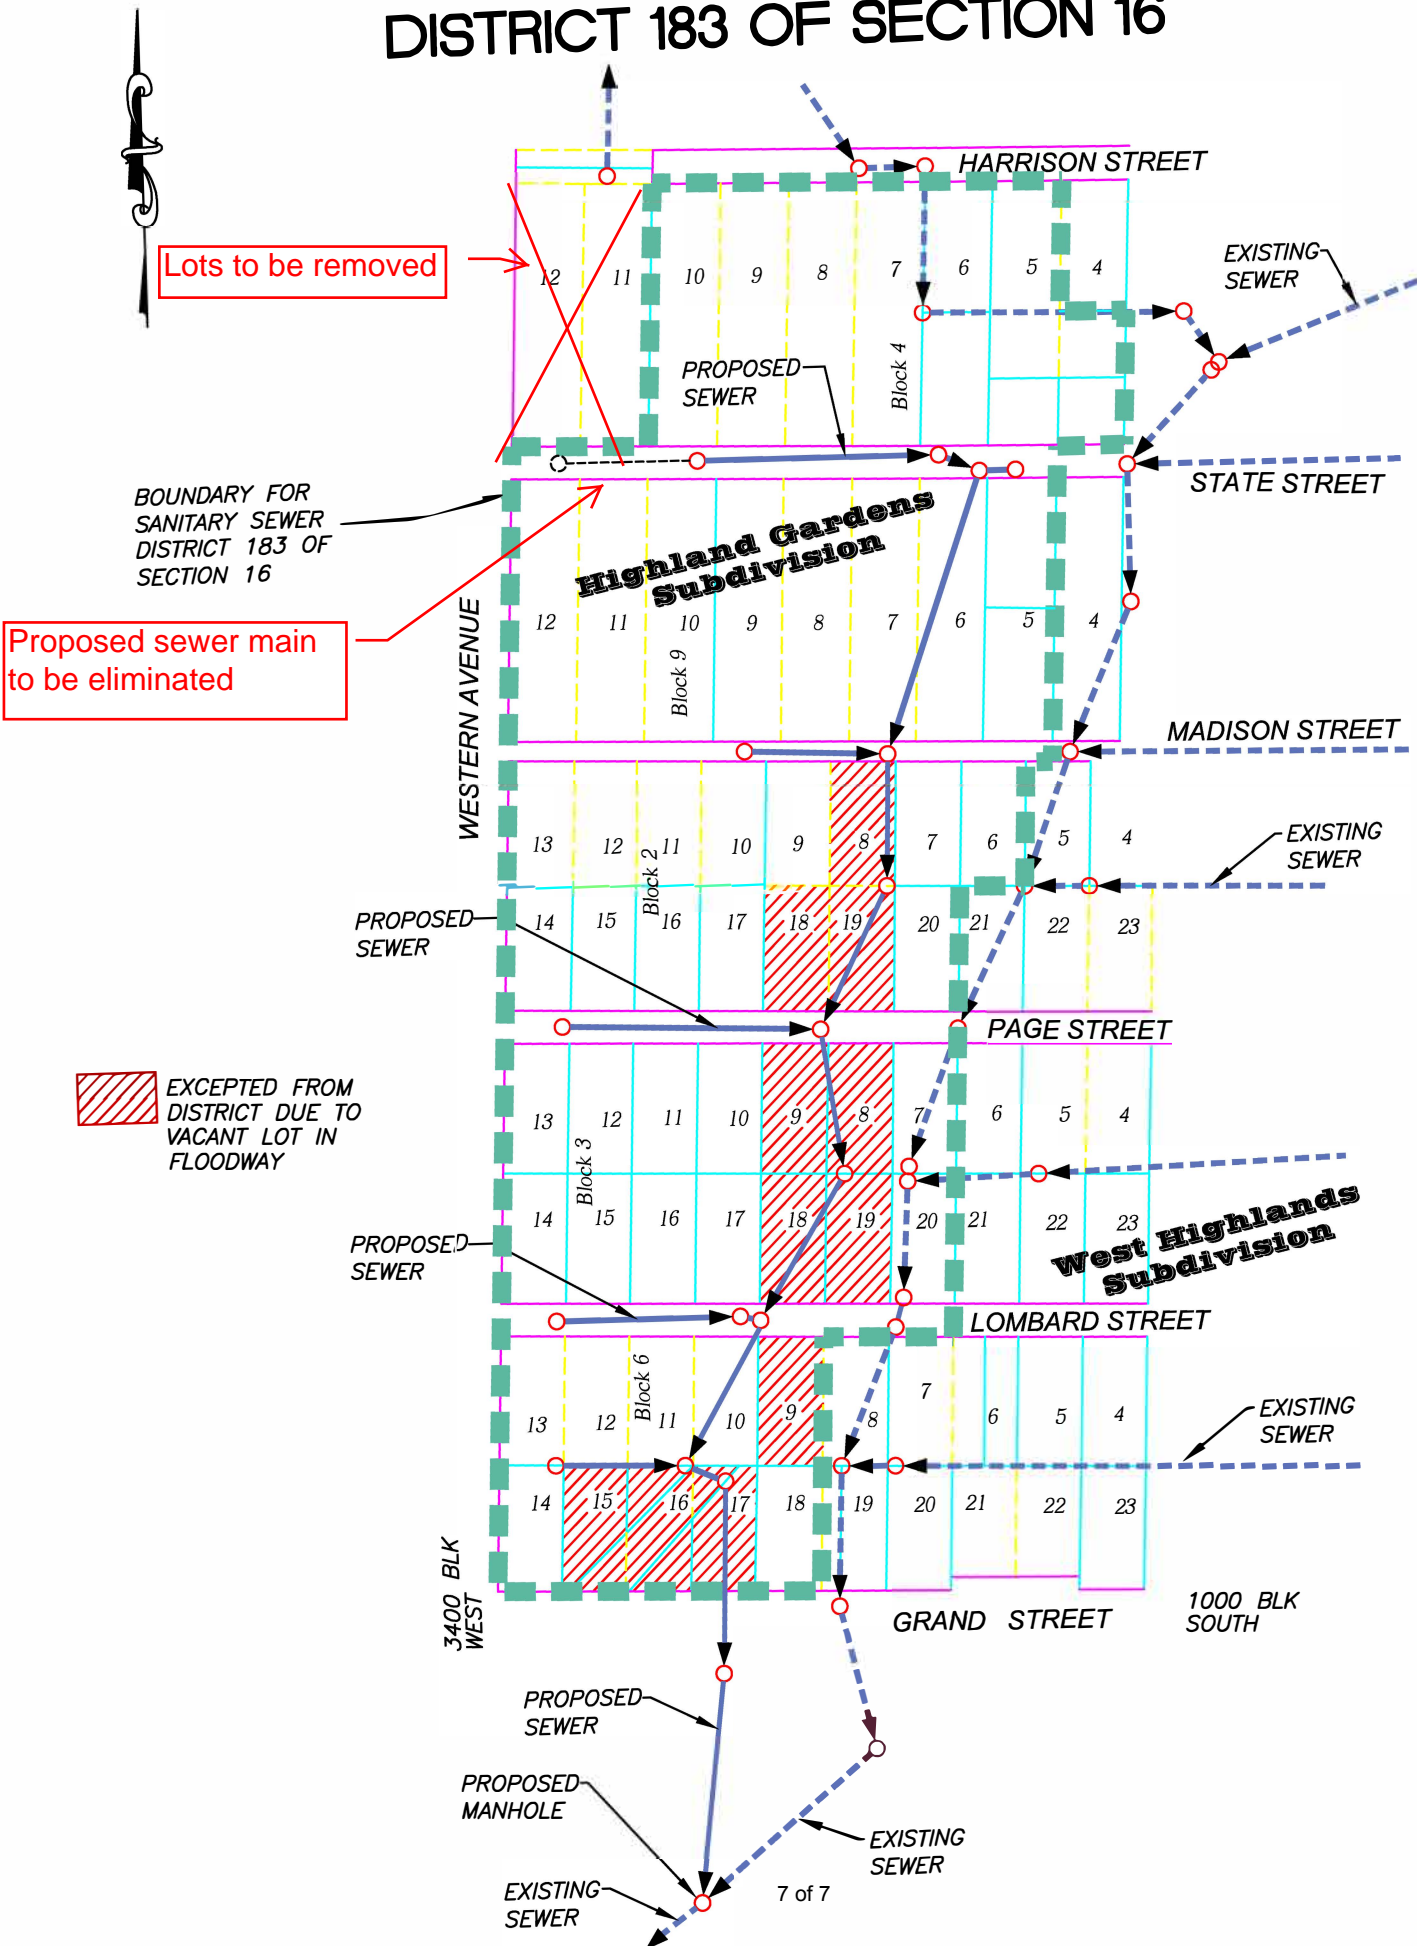 DISTRICT 183 OF SECTION 16
HARRISON STREET
Lots to be removed
EXISTING
SEWER
12 11 10 9 8 7 6 5 4
Block 4
PROPOSED
SEWER
STATE STREET
BOUNDARY FOR
SANITARY SEWER
DISTRICT 183 OF
SECTION 16
Highland Gardens
Subdivision
Proposed sewer main
to be eliminated
WESTERN AVENUE
12 11 10 9 8 7 6 5 4
Block 9
MADISON STREET
13 12 11 10 9 8 7 6 5 4
Block 2
EXISTING
SEWER
PROPOSED
SEWER
14 15 16 17 18 19 20 21 22 23
PAGE STREET
EXCEPTED FROM
DISTRICT DUE TO
VACANT LOT IN
FLOODWAY
13 12 11 10 9 8 7 6 5 4
Block 3
14 15 16 17 18 19 20 21 22 23
West Highlands
Subdivision
PROPOSED
SEWER
LOMBARD STREET
13 12 11 10 9 8 7 6 5 4
Block 6
EXISTING
SEWER
14 15 16 17 18 19 20 21 22 23
3400 BLK
WEST
GRAND STREET
1000 BLK
SOUTH
PROPOSED
SEWER
PROPOSED
MANHOLE
EXISTING
SEWER
EXISTING
SEWER
7 of 7